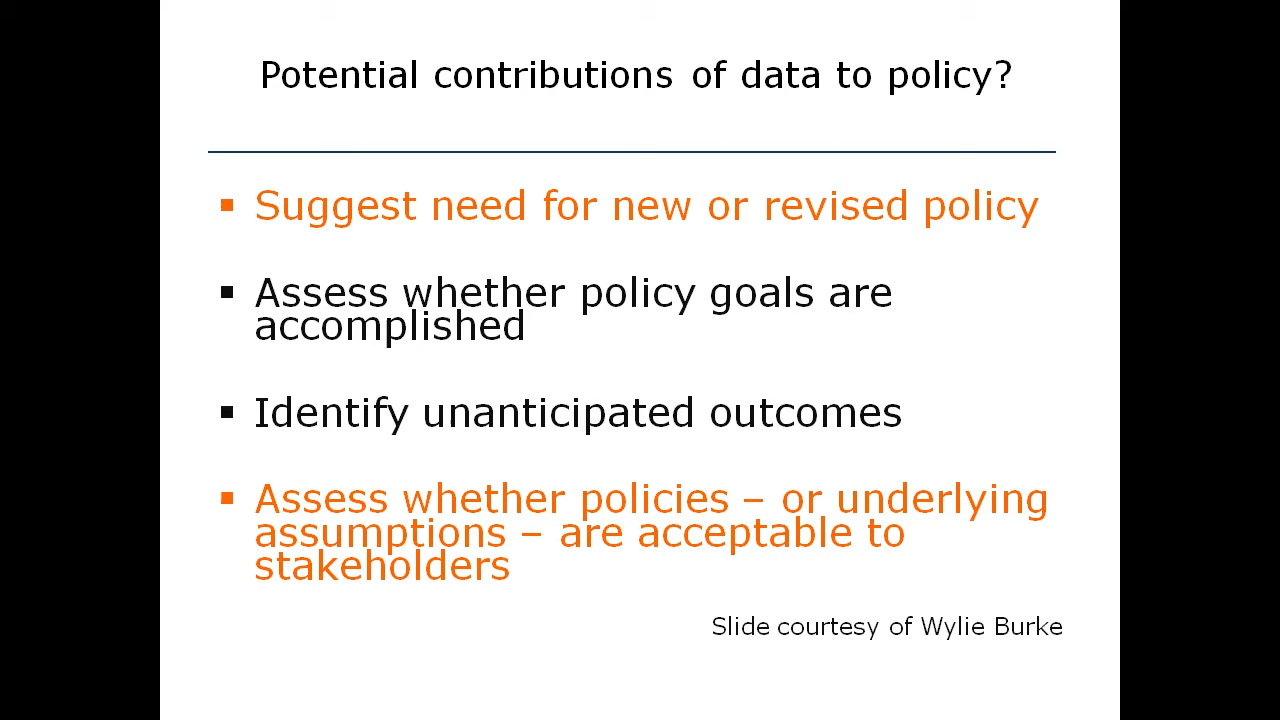 Potential contributions of data to policy?
▪ Suggest need for new or revised policy
▪ Assess whether policy goals are
accomplished
▪ Identify unanticipated outcomes
▪ Assess whether policies – or underlying
assumptions – are acceptable to
stakeholders
Slide courtesy of Wylie Burke